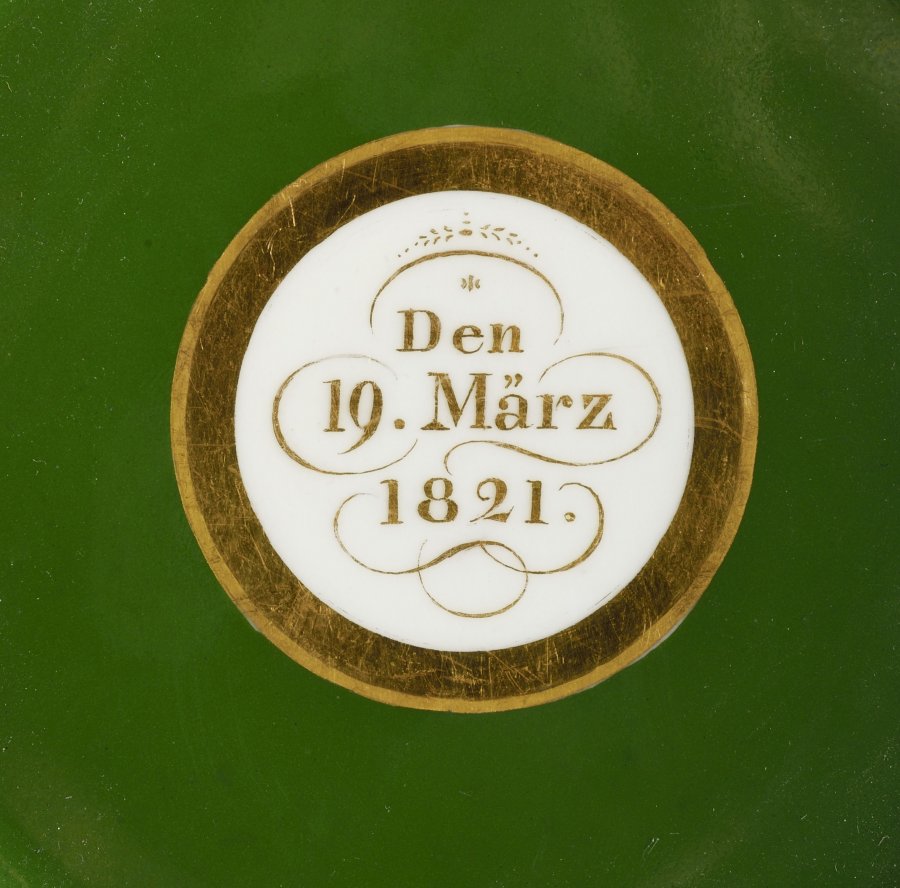 Den
19. März
1821.